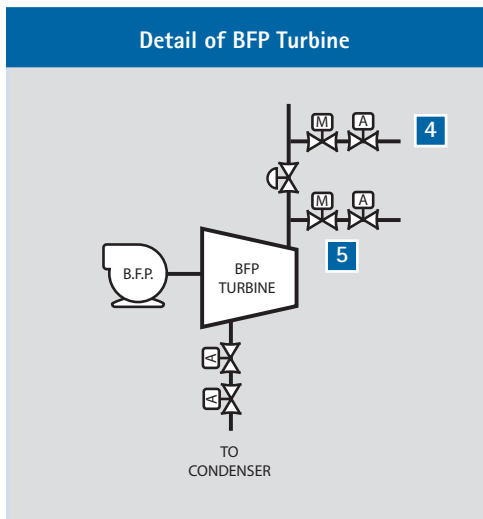 Detail of BFP Turbine
M A
4
M A
5
B.F.P.
BFP
TURBINE
A
A
TO
CONDENSER